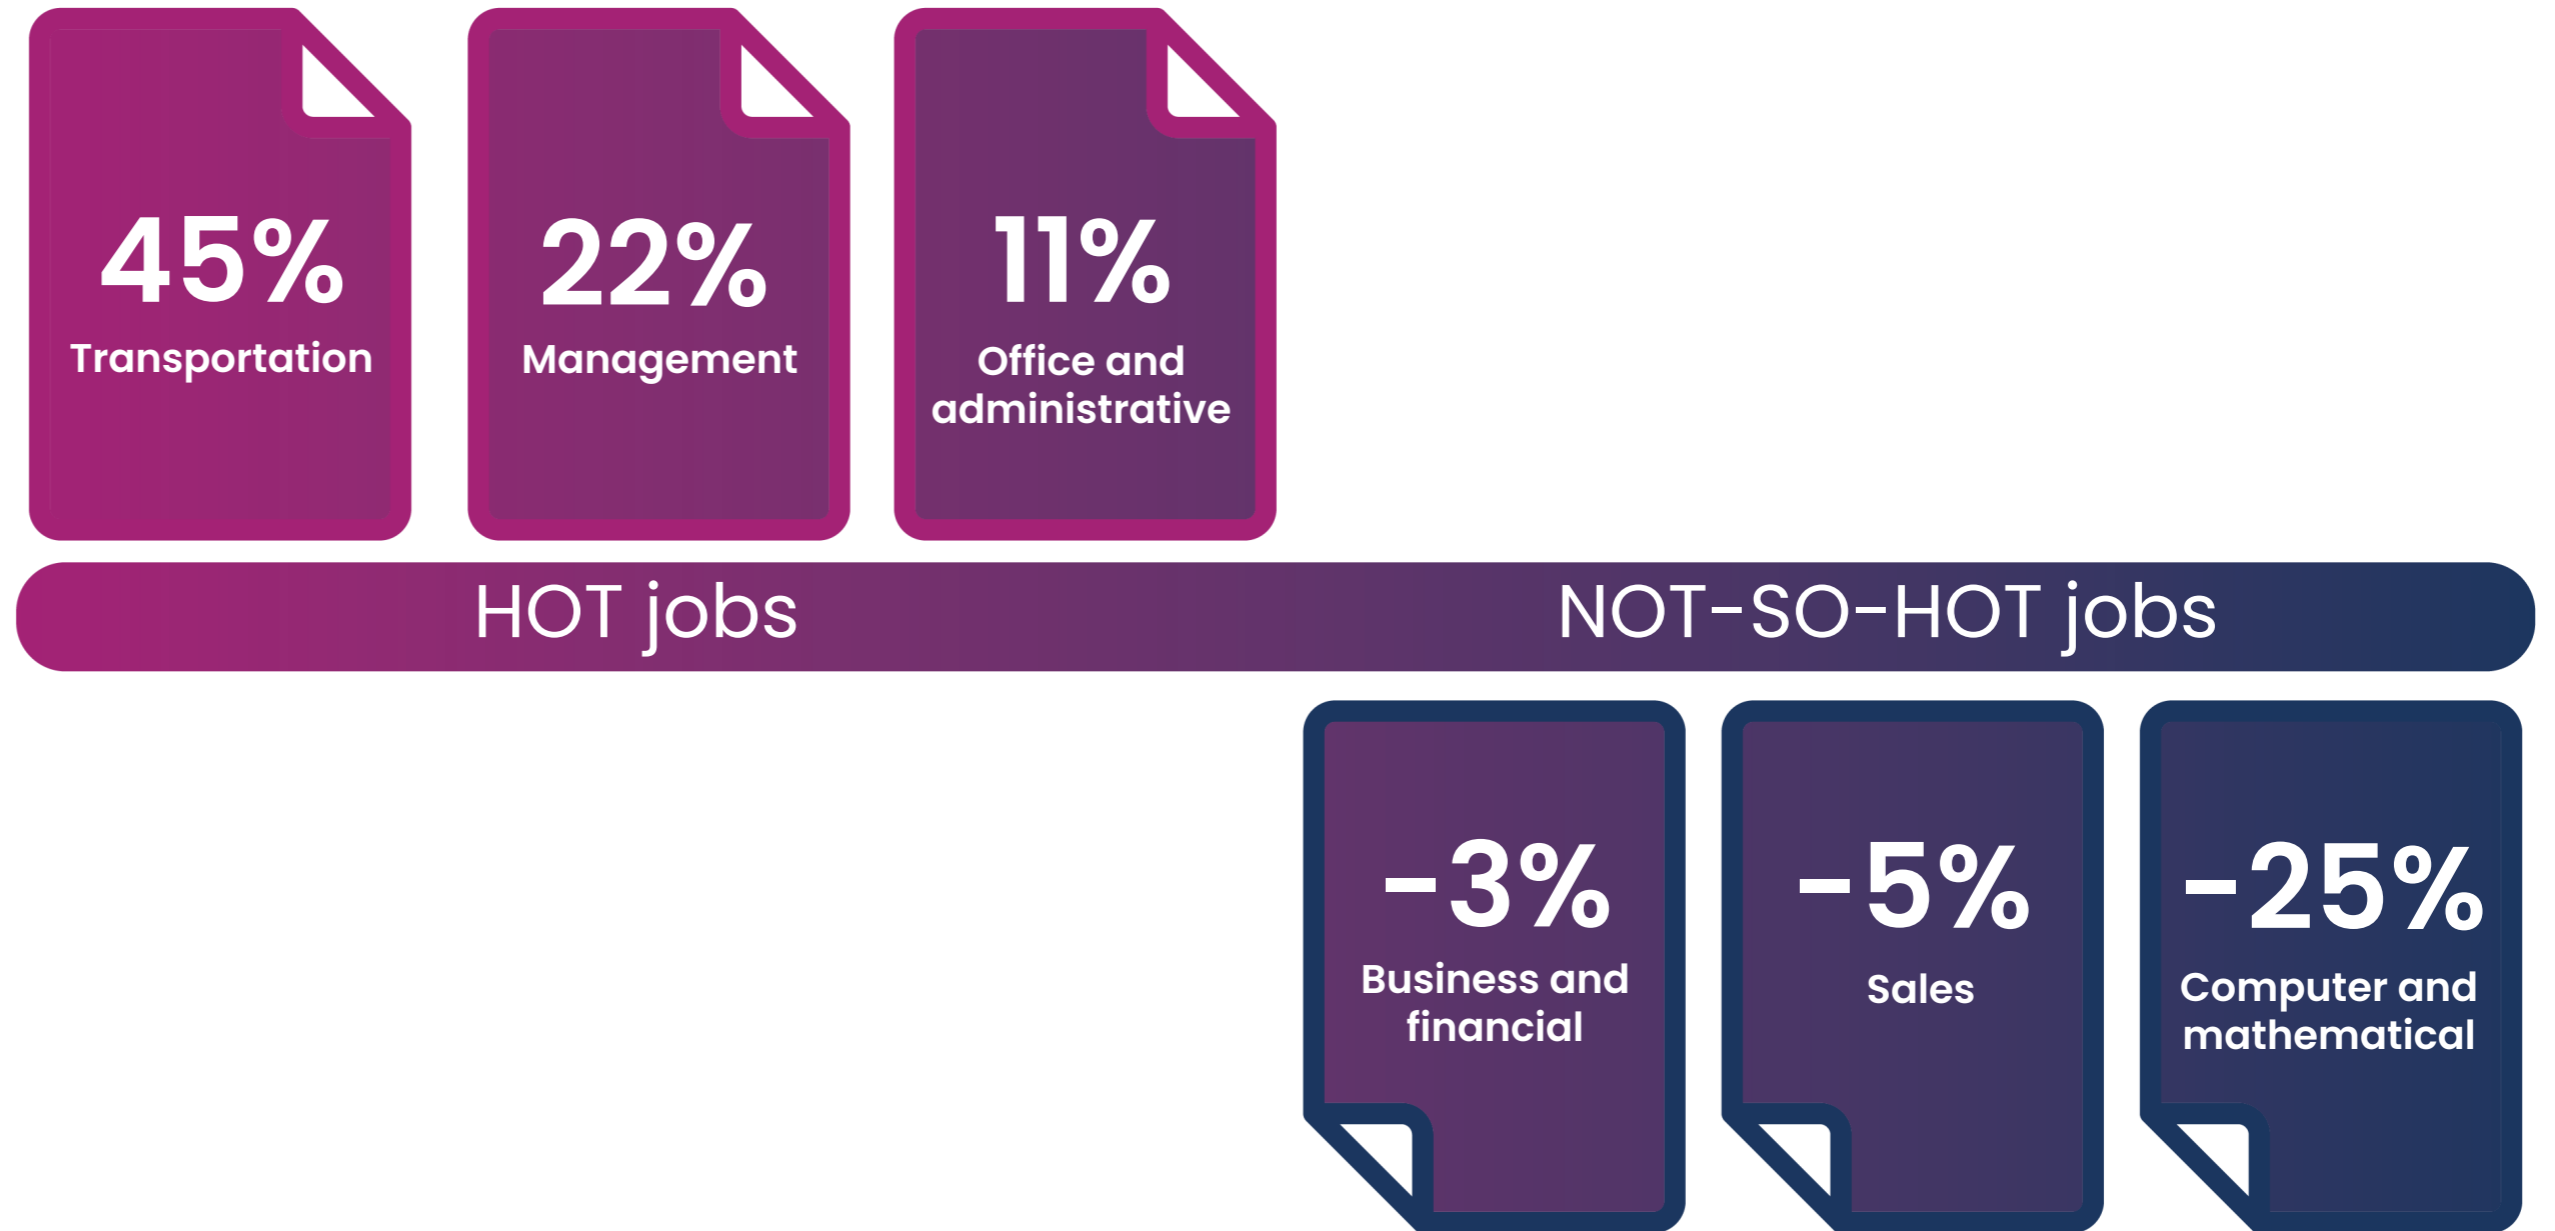 45%
Transportation
22%
Management
11%
Office and
administrative
HOT jobs
NOT-SO-HOT jobs
-3%
Business and
financial
-5%
Sales
-25%
Computer and
mathematical